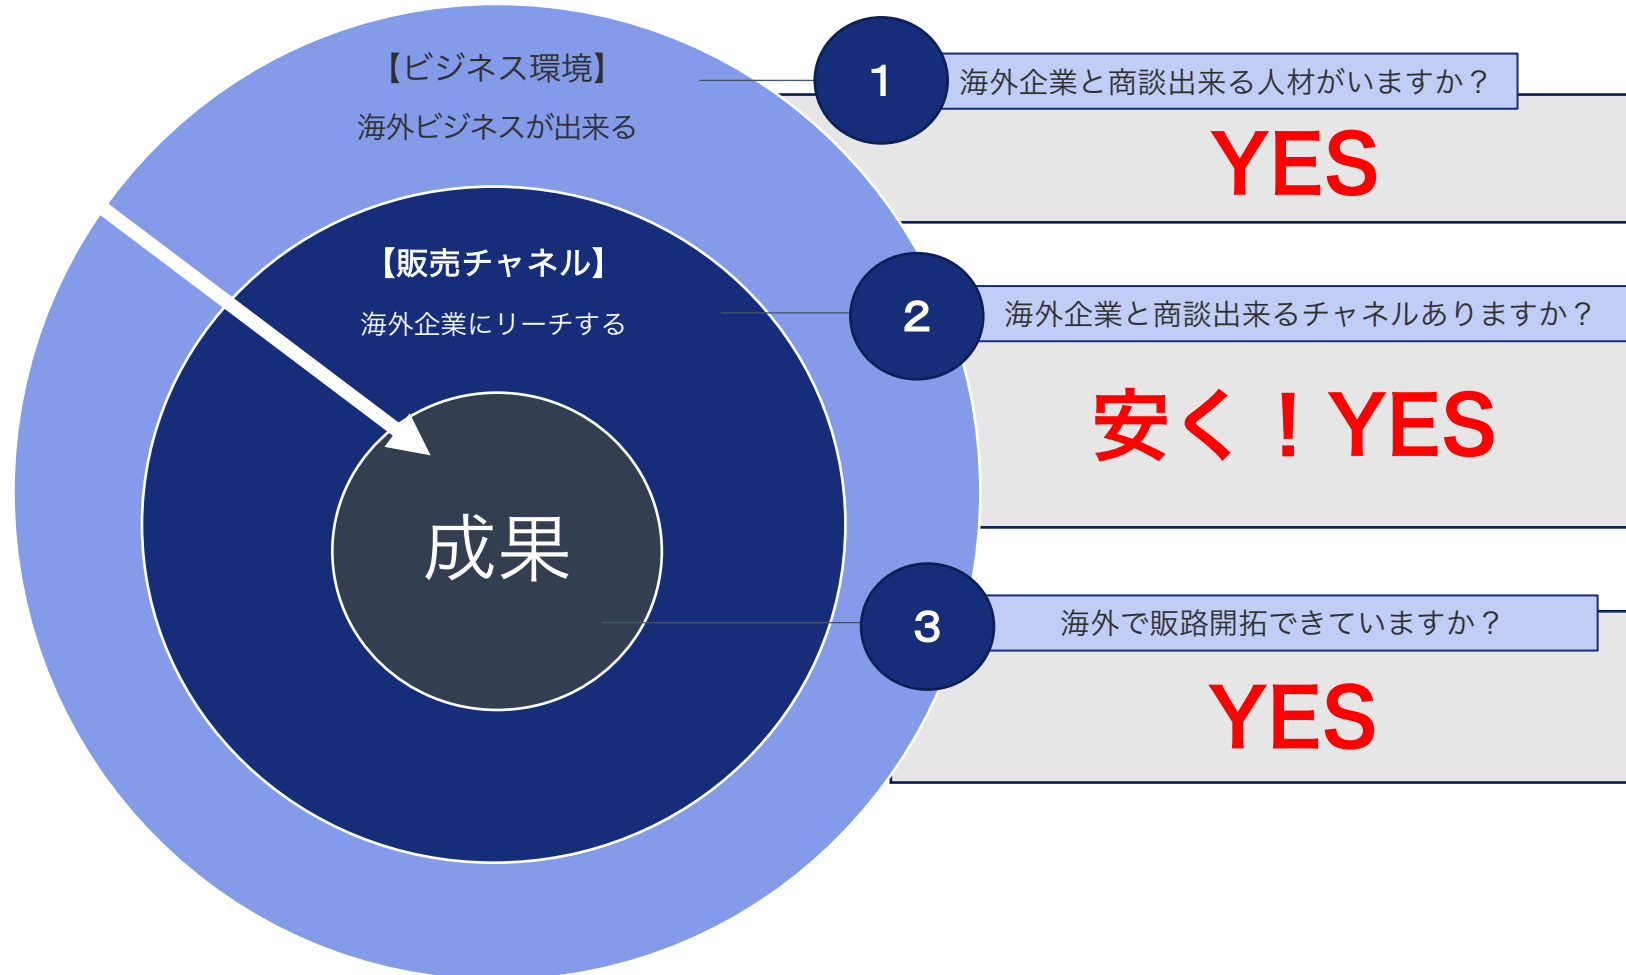 【ビジネス環境】
海外ビジネスが出来る
【販売チャネル】
海外企業にリーチする
成果
1
海外企業と商談出来る人材がいますか？
YES
2
海外企業と商談出来るチャネルありますか？
安く！YES
3
海外で販路開拓できていますか？
YES